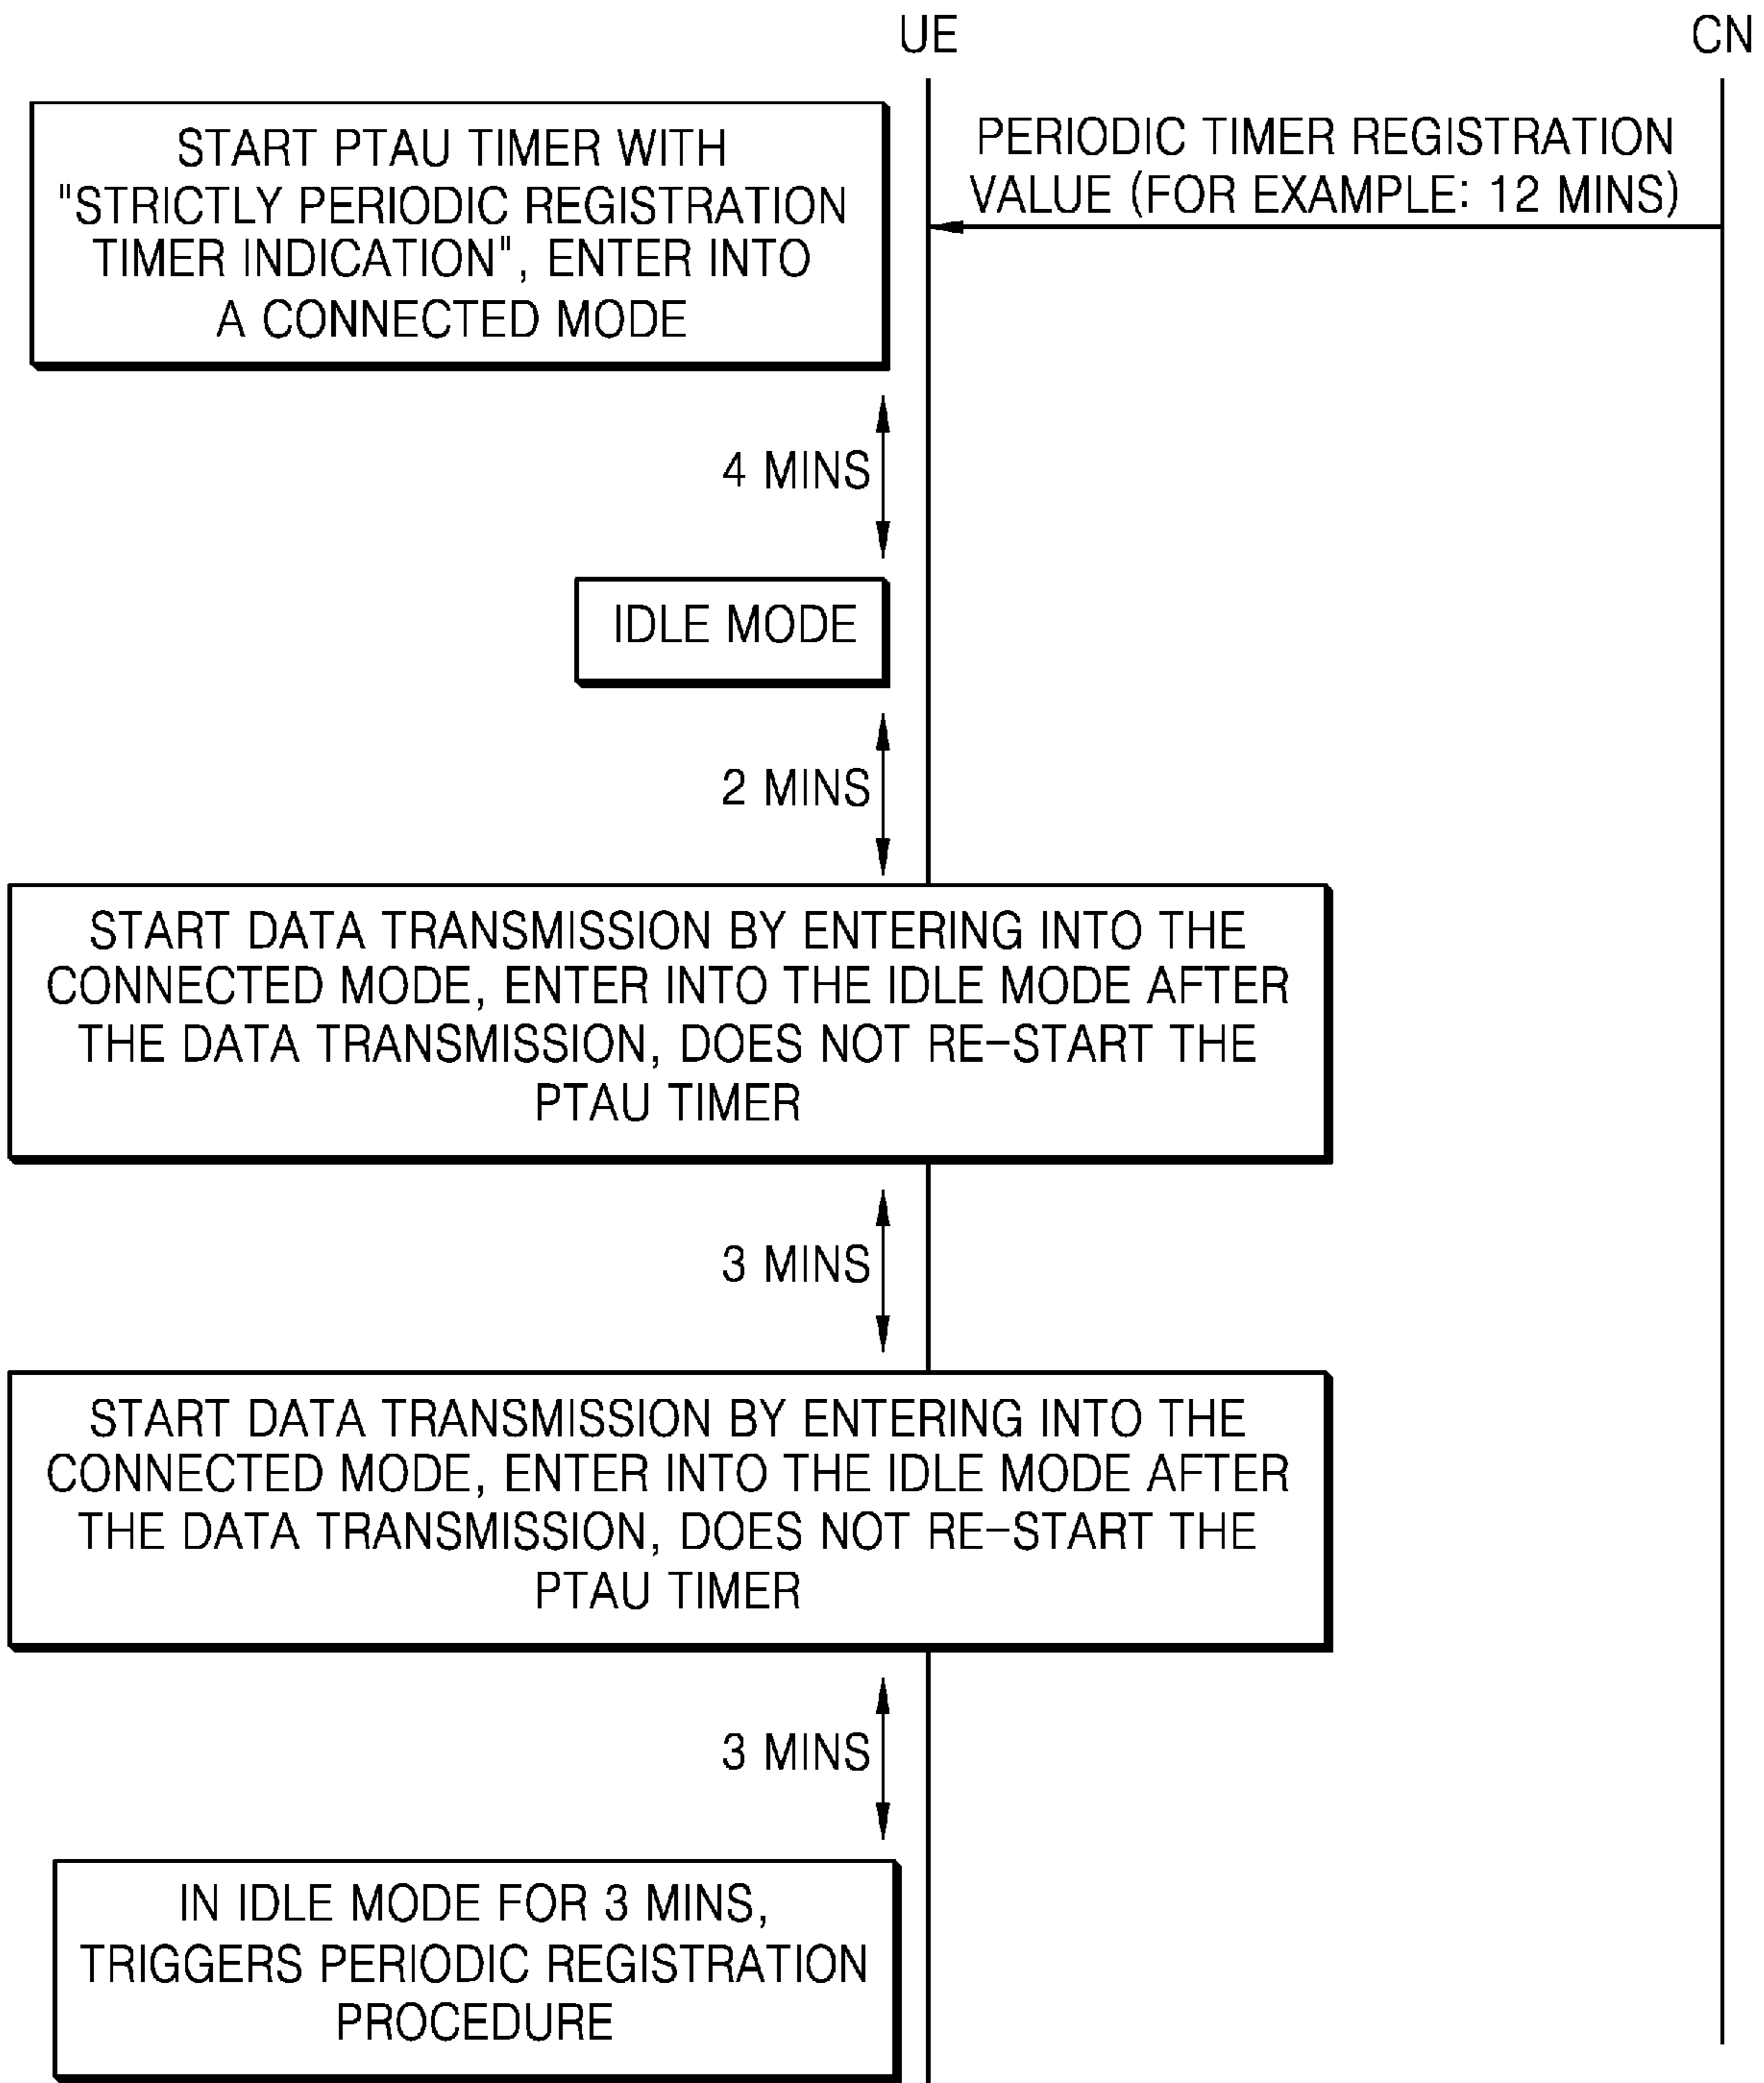 UE
CN
START PTAU TIMER WITH
"STRICTLY PERIODIC REGISTRATION
TIMER INDICATION", ENTER INTO
A CONNECTED MODE
PERIODIC TIMER REGISTRATION
VALUE (FOR EXAMPLE: 12 MINS)
4 MINS
IDLE MODE
2 MINS
START DATA TRANSMISSION BY ENTERING INTO THE
CONNECTED MODE, ENTER INTO THE IDLE MODE AFTER
THE DATA TRANSMISSION, DOES NOT RE-START THE
PTAU TIMER
3 MINS
START DATA TRANSMISSION BY ENTERING INTO THE
CONNECTED MODE, ENTER INTO THE IDLE MODE AFTER
THE DATA TRANSMISSION, DOES NOT RE-START THE
PTAU TIMER
3 MINS
IN IDLE MODE FOR 3 MINS,
TRIGGERS PERIODIC REGISTRATION
PROCEDURE